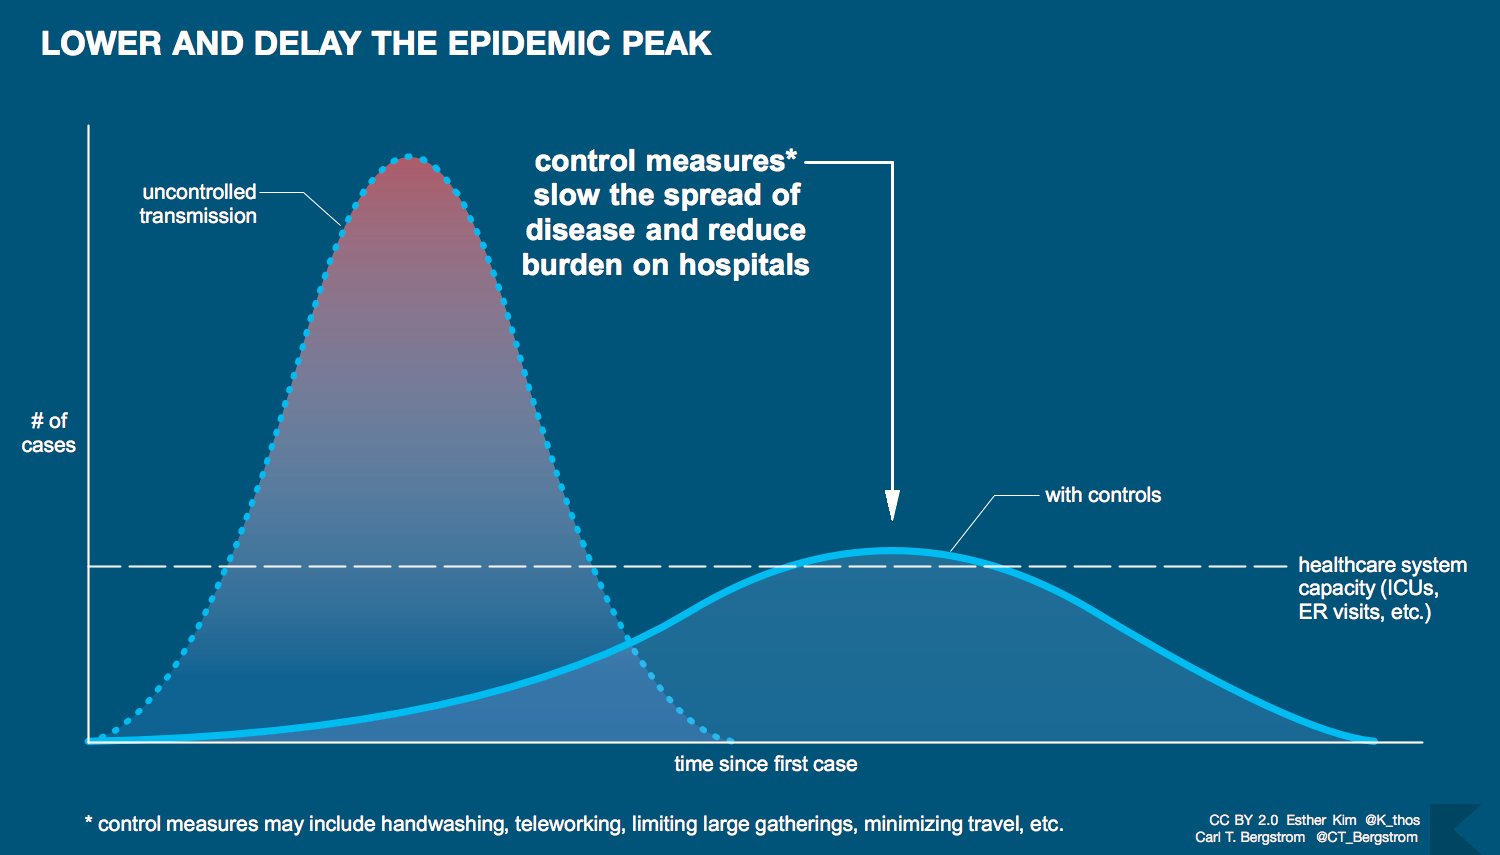 LOWER AND DELAY THE EPIDEMIC PEAK
uncontrolled
transmission
control measures*
slow the spread of
disease and reduce
burden on hospitals
# of
cases
with controls
healthcare system
capacity (ICUs,
ER visits, etc.)
time since first case
* control measures may include handwashing, teleworking, limiting large gatherings, minimizing travel, etc.
CC BY 2.0 Esther Kim @K_thos
Carl T. Bergstrom @CT_Bergstrom